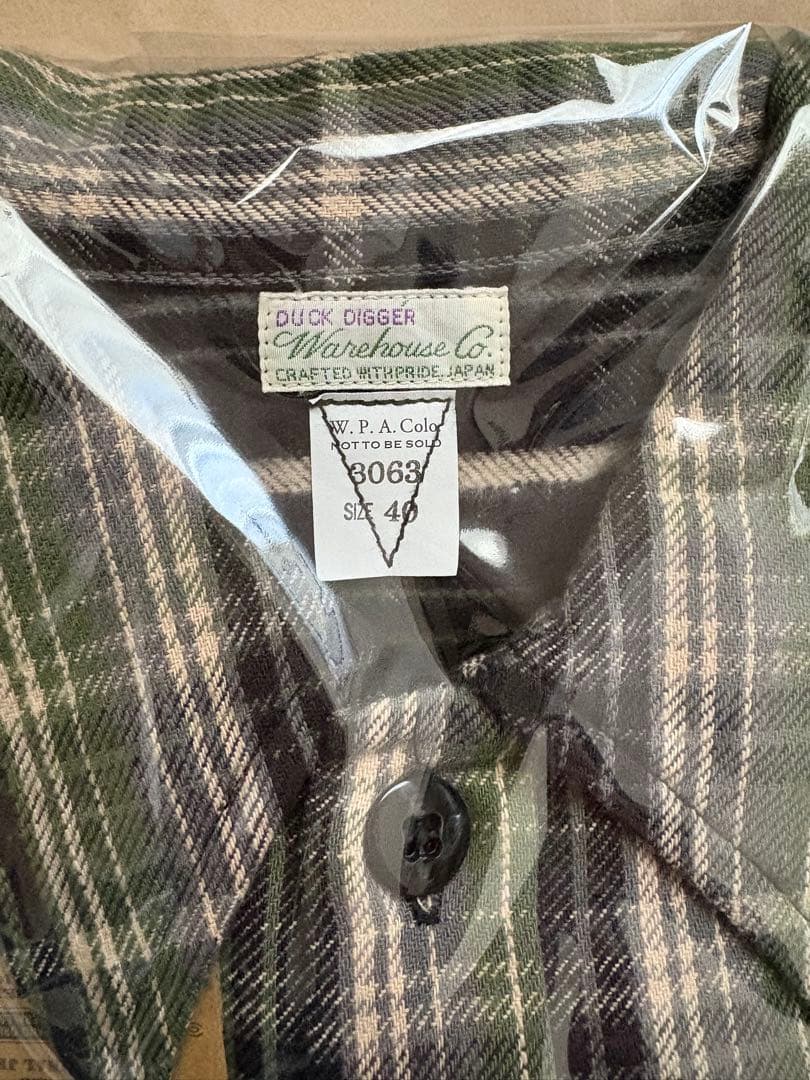 DUCK DIGGER
Warehouse Co.
CRAFTED WITH PRIDE.JAPAN
W. P. A. Colo
NOT TO BE SOLD
3063
SIZE 40